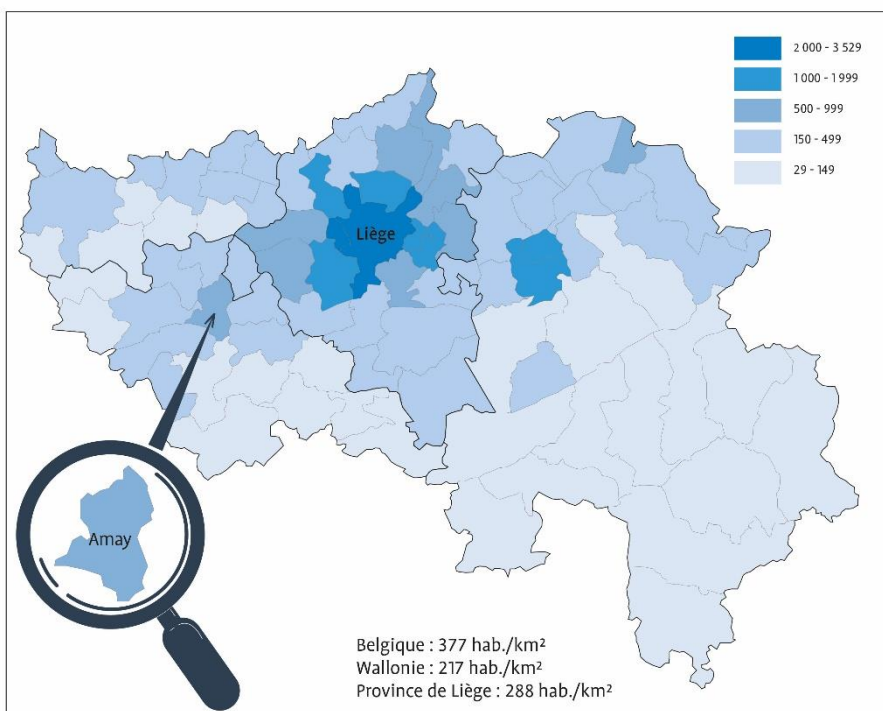 2 000 - 3 529
1 000 - 1 999
500 - 999
150 - 499
29 - 149
Liège
Amay
Belgique : 377 hab./km²
Wallonie : 217 hab./km²
Province de Liège : 288 hab./km²